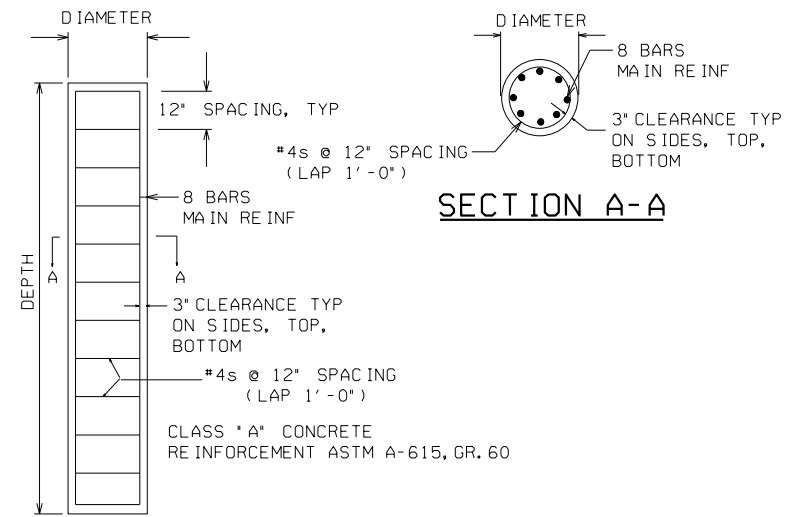 DIAMETER
12" SPACING, TYP
8 BARS
MAIN REINF
A
A
DEPTH
3" CLEARANCE TYP
ON SIDES, TOP,
BOTTOM
#4s @ 12" SPACING
(LAP 1'-0")
CLASS "A" CONCRETE
REINFORCEMENT ASTM A-615, GR. 60
DIAMETER
8 BARS
MAIN REINF
3" CLEARANCE TYP
ON SIDES, TOP,
BOTTOM
#4s @ 12" SPACING
(LAP 1'-0")
SECTION A-A